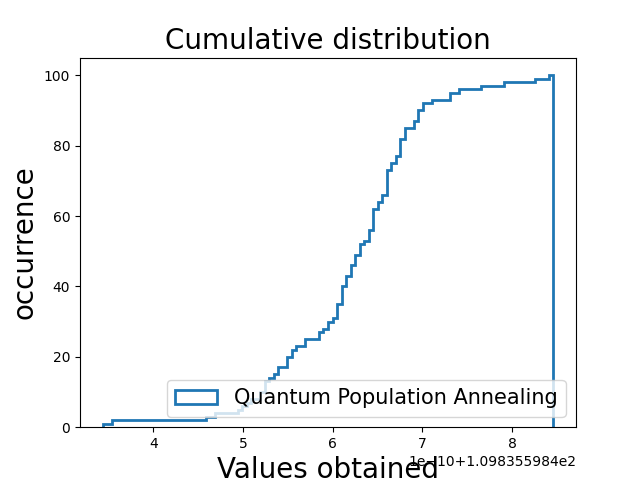 Cumulative distribution
100
80
60
40
20
0
occurrence
Quantum Population Annealing
4 5 6 7 8
1e−10+1.098355984e2
Values obtained